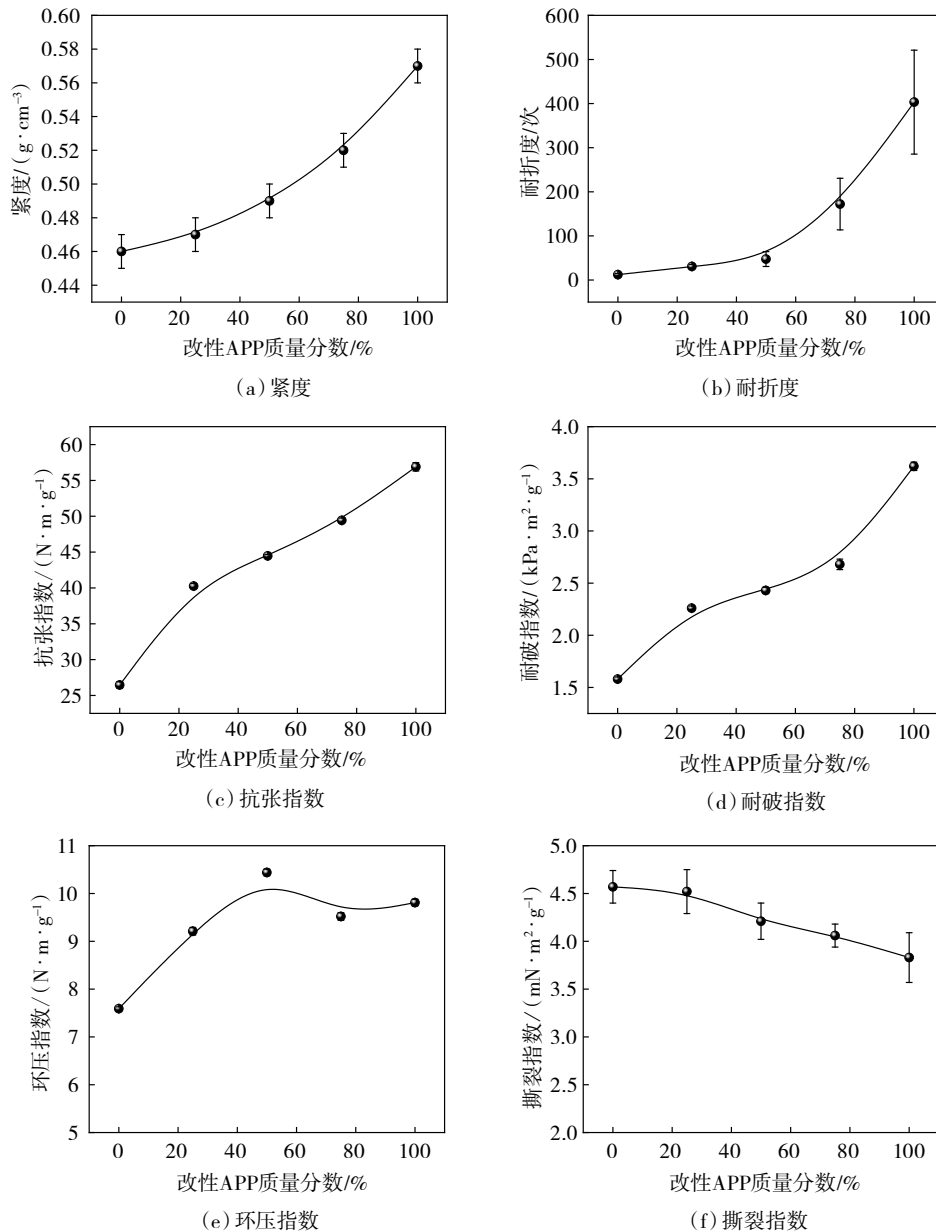 0.60
0.58
0.56
0.54
0.52
0.50
0.48
0.46
0.44
紧度/(g·cm⁻³)
0 20 40 60 80 100
改性APP质量分数/%
(a)紧度
600
500
400
300
200
100
0
耐折度/次
0 20 40 60 80 100
改性APP质量分数/%
(b)耐折度
60
55
50
45
40
35
30
25
抗张指数/(N·m·g⁻¹)
0 20 40 60 80 100
改性APP质量分数/%
(c)抗张指数
4.0
3.5
3.0
2.5
2.0
1.5
耐破指数/(kPa·m²·g⁻¹)
0 20 40 60 80 100
改性APP质量分数/%
(d)耐破指数
11
10
9
8
7
6
5
环压指数/(N·m·g⁻¹)
0 20 40 60 80 100
改性APP质量分数/%
(e)环压指数
5.0
4.5
4.0
3.5
3.0
2.5
2.0
撕裂指数/(mN·m²·g⁻¹)
0 20 40 60 80 100
改性APP质量分数/%
(f)撕裂指数